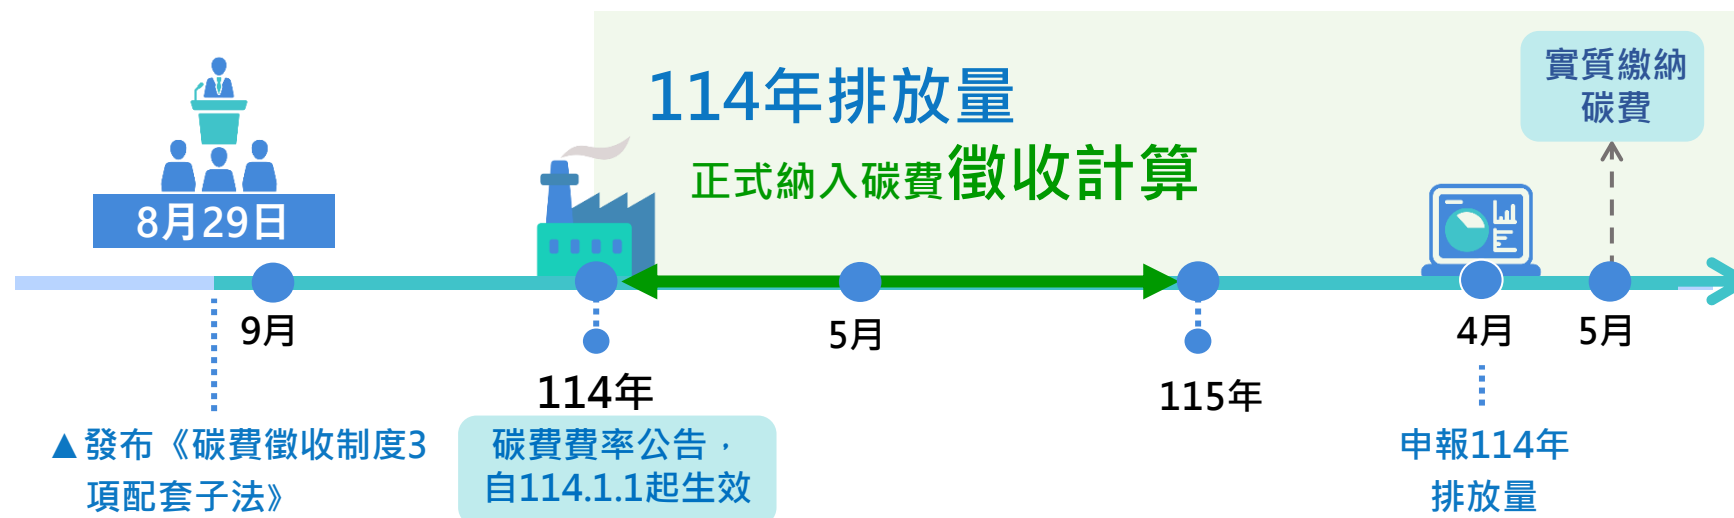 實質繳納
碳費
114年排放量
正式納入碳費徵收計算
8月29日
9月
5月
4月
5月
114年
115年
▲發布《碳費徵收制度3
項配套子法》
碳費費率公告，
自114.1.1起生效
申報114年
排放量